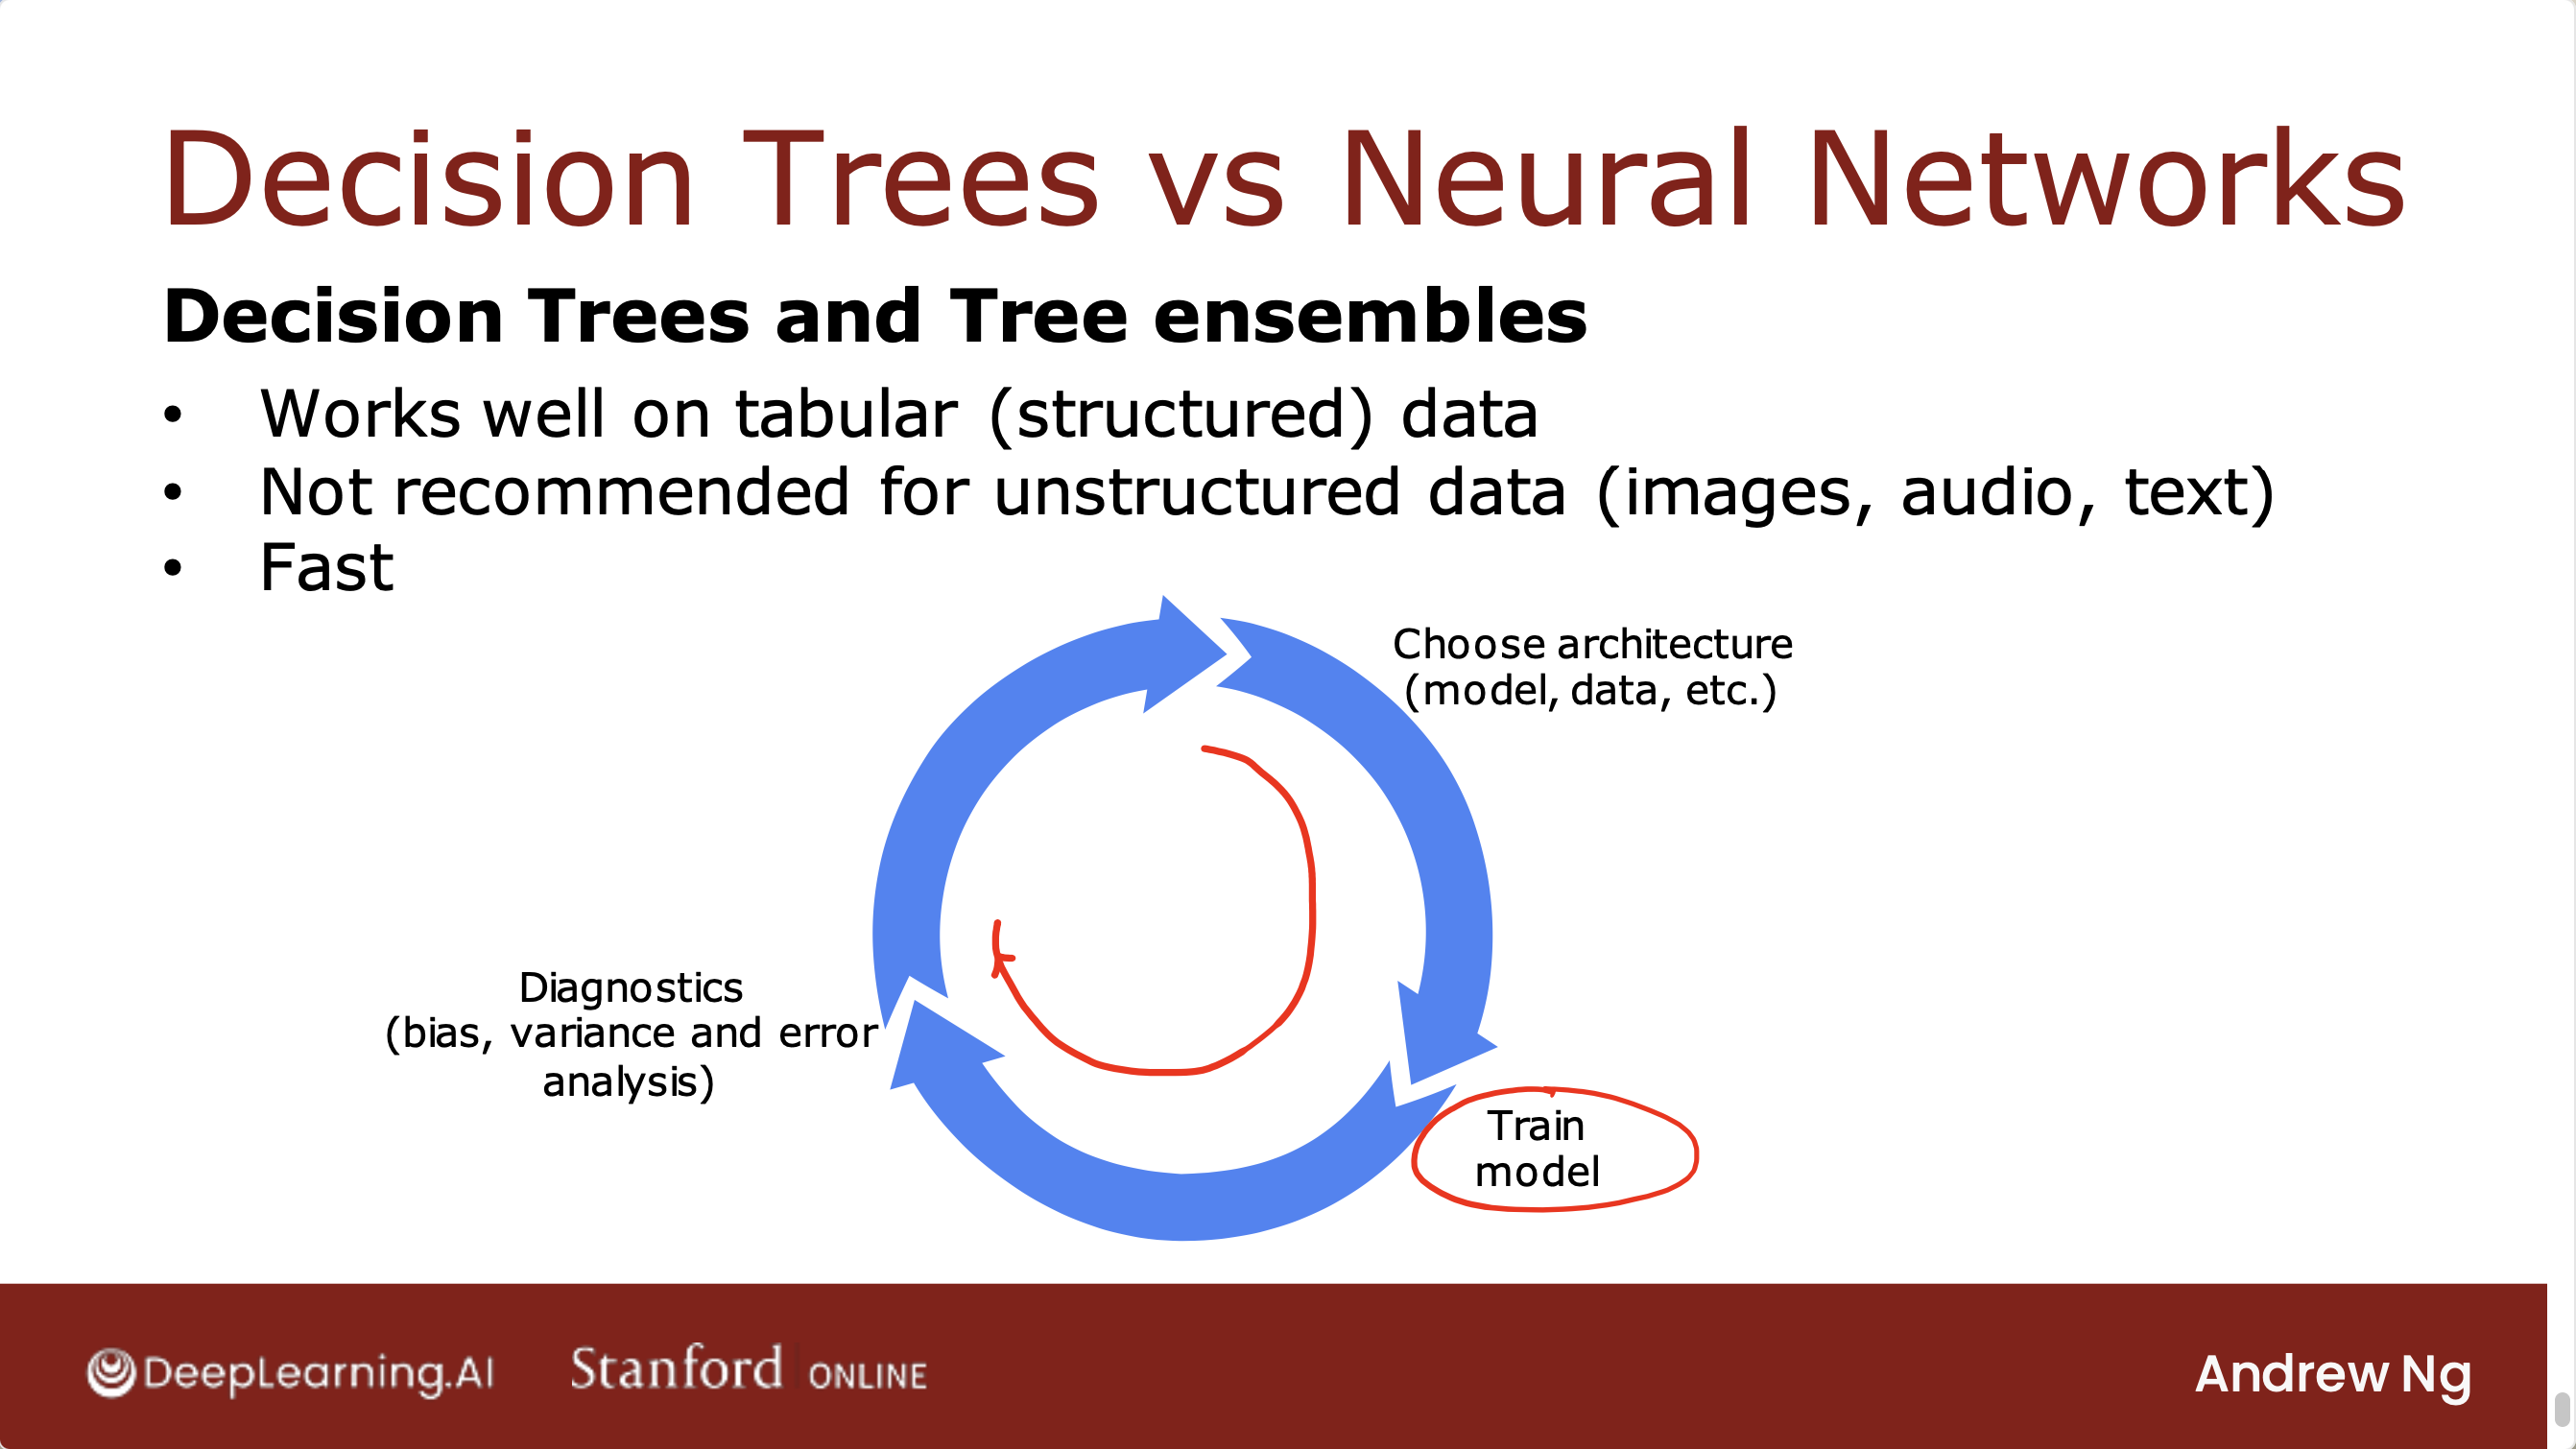 Decision Trees vs Neural Networks
Decision Trees and Tree ensembles
• Works well on tabular (structured) data
• Not recommended for unstructured data (images, audio, text)
• Fast
Choose architecture
(model, data, etc.)
Diagnostics
(bias, variance and error
analysis)
Train
model
DeepLearning.AI
Stanford ONLINE
Andrew Ng